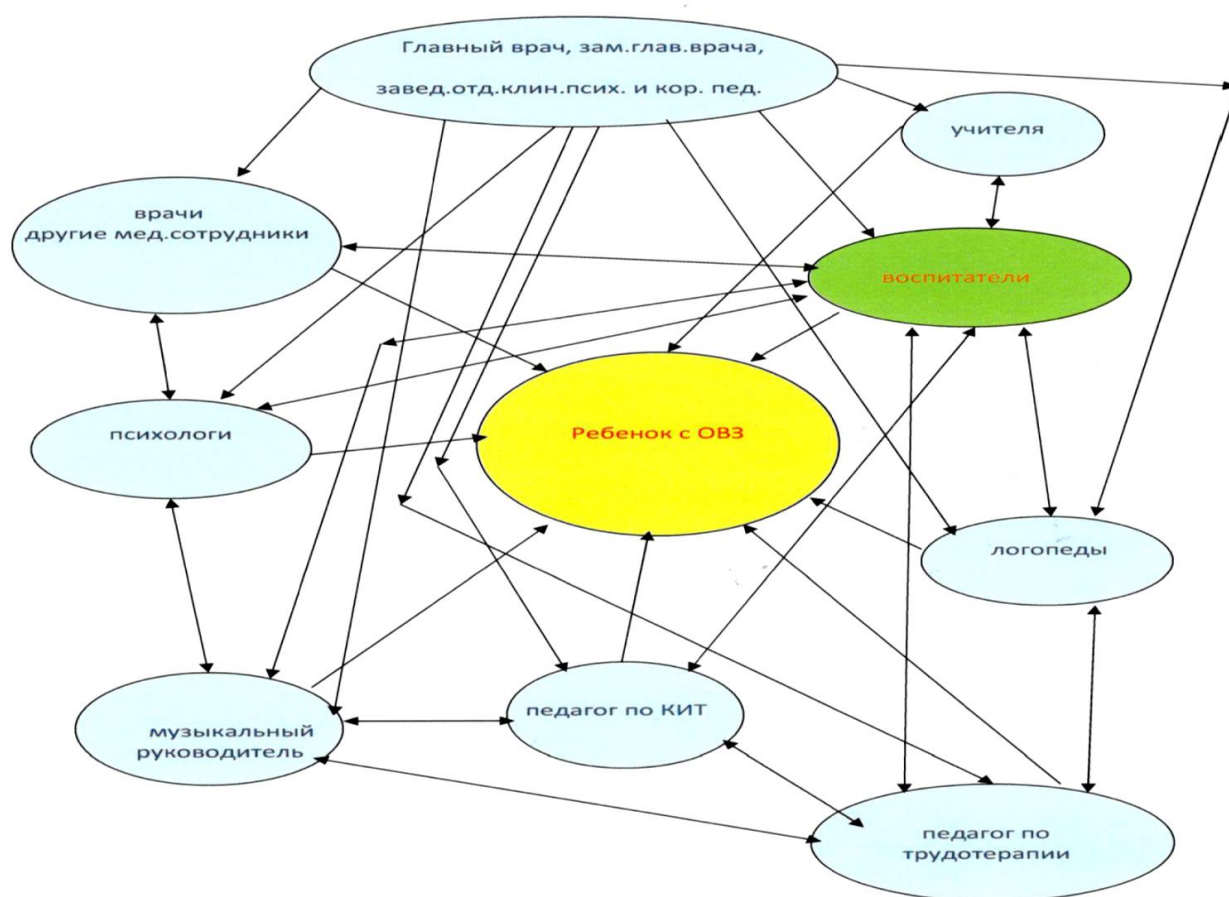 Главный врач, зам.глав.врача,
завед.отд.клин.псих. и кор. пед.
учителя
врачи
другие мед.сотрудники
воспитатели
психологи
Ребенок с ОВЗ
логопеды
педагог по КИТ
музыкальный
руководитель
педагог по
трудотерапии